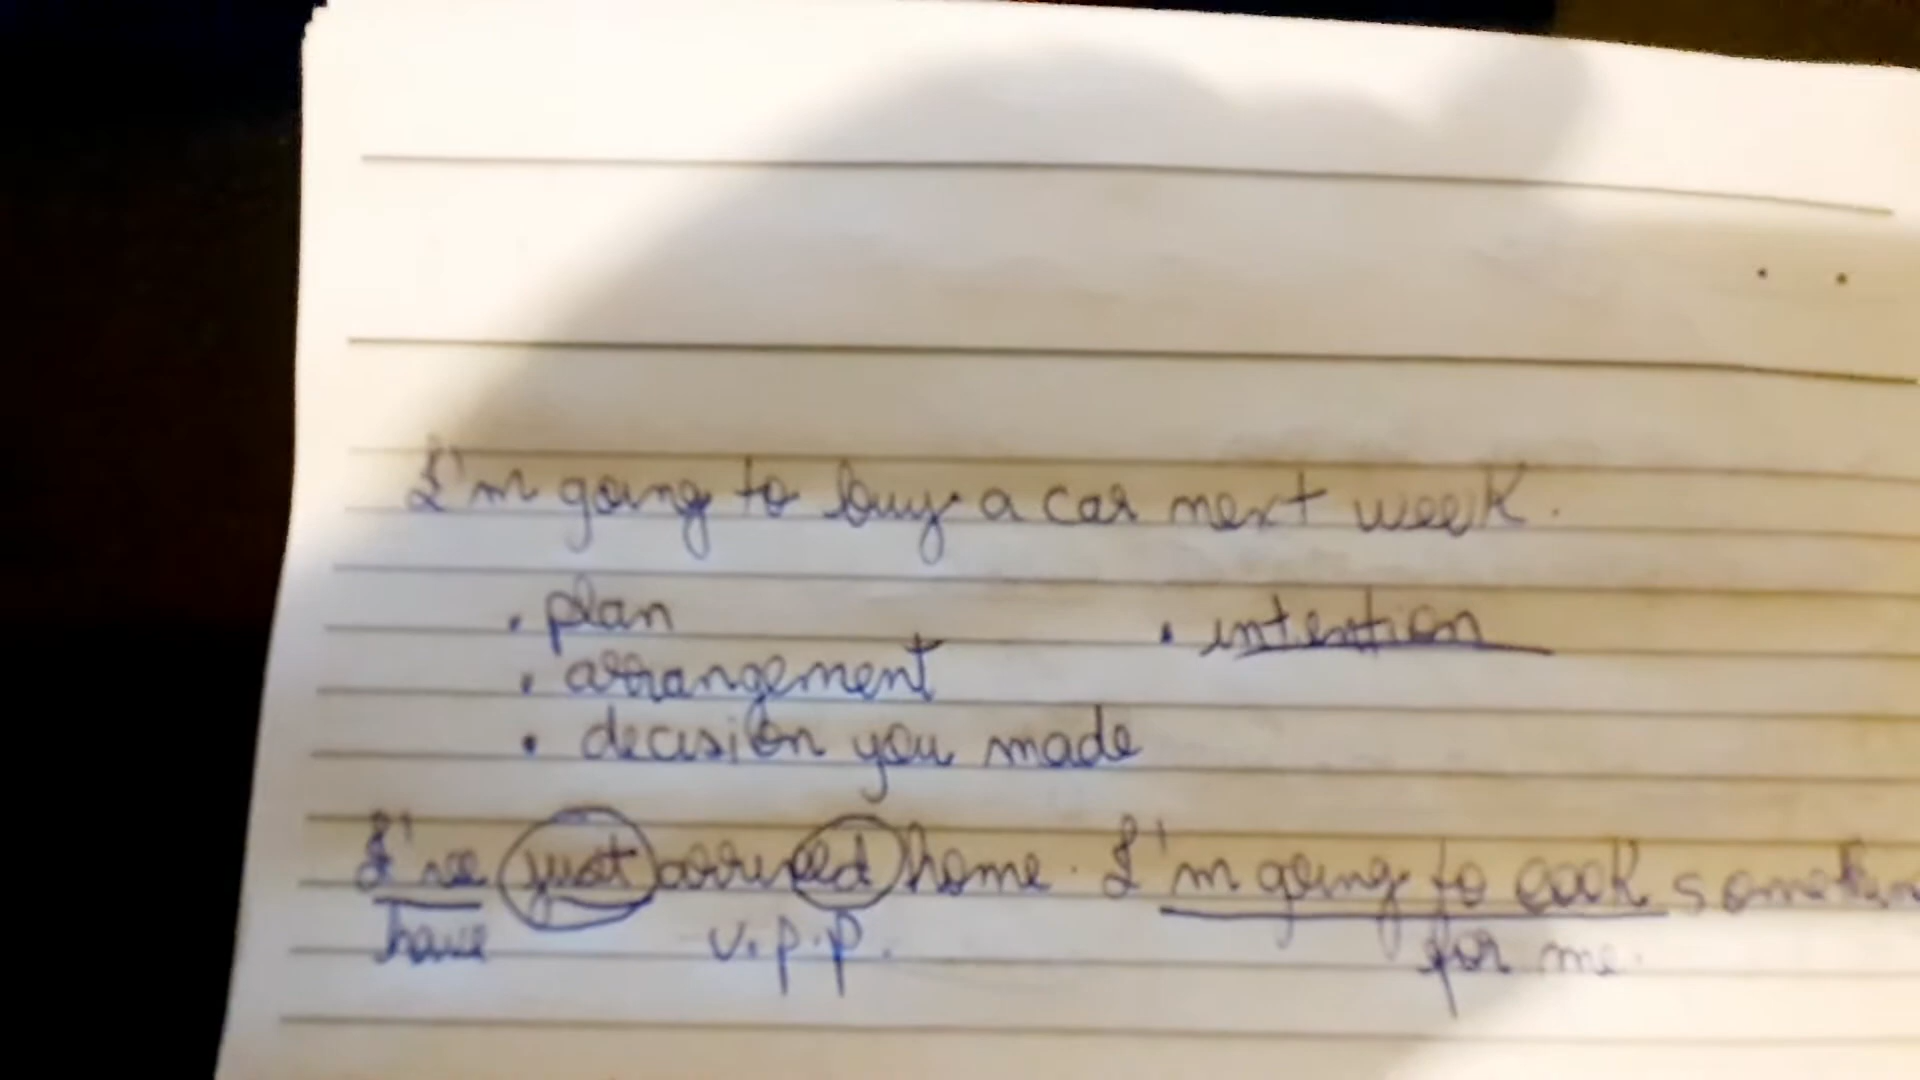 I'm going to buy a car next week.
• plan • intention
• arrangement
• decision you made
I've just arrived home. I'm going to cook
have v.p.p. for me.